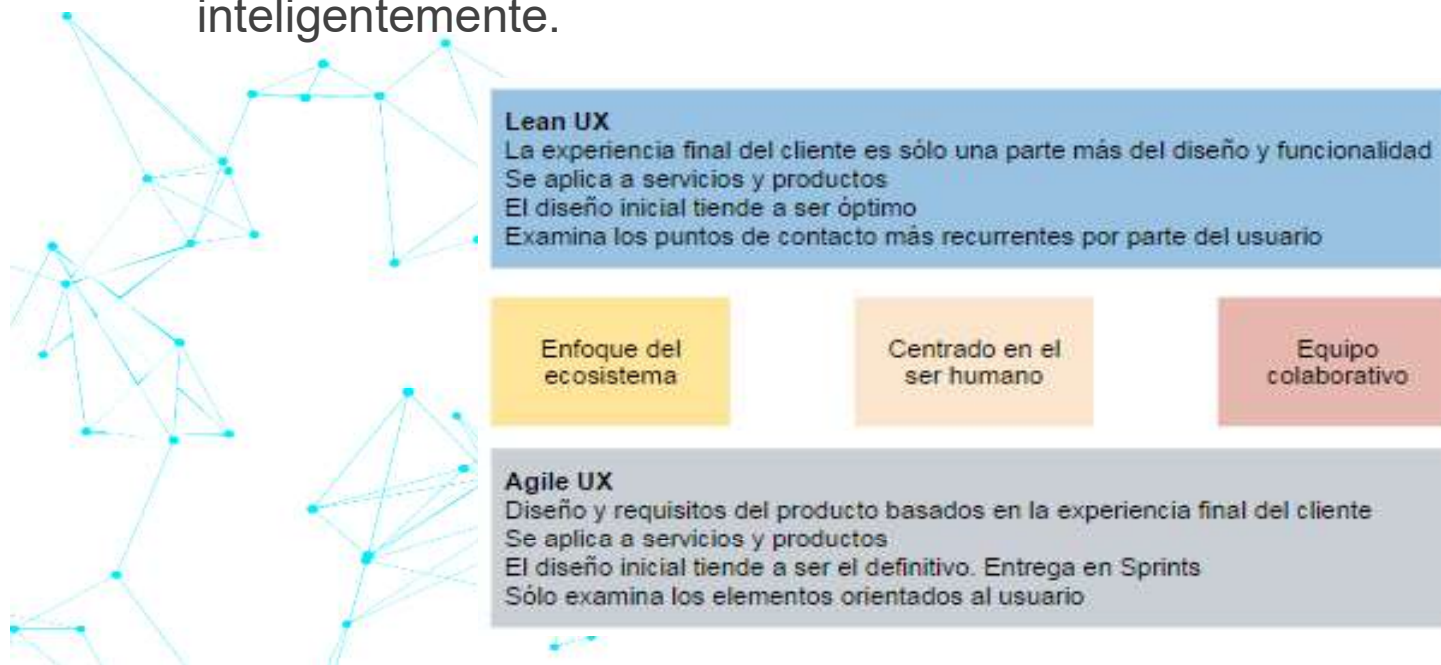 inteligentemente.
Lean UX
La experiencia final del cliente es sólo una parte más del diseño y funcionalidad
Se aplica a servicios y productos
El diseño inicial tiende a ser óptimo
Examina los puntos de contacto más recurrentes por parte del usuario
Enfoque del
ecosistema
Centrado en el
ser humano
Equipo
colaborativo
Agile UX
Diseño y requisitos del producto basados en la experiencia final del cliente
Se aplica a servicios y productos
El diseño inicial tiende a ser el definitivo. Entrega en Sprints
Sólo examina los elementos orientados al usuario